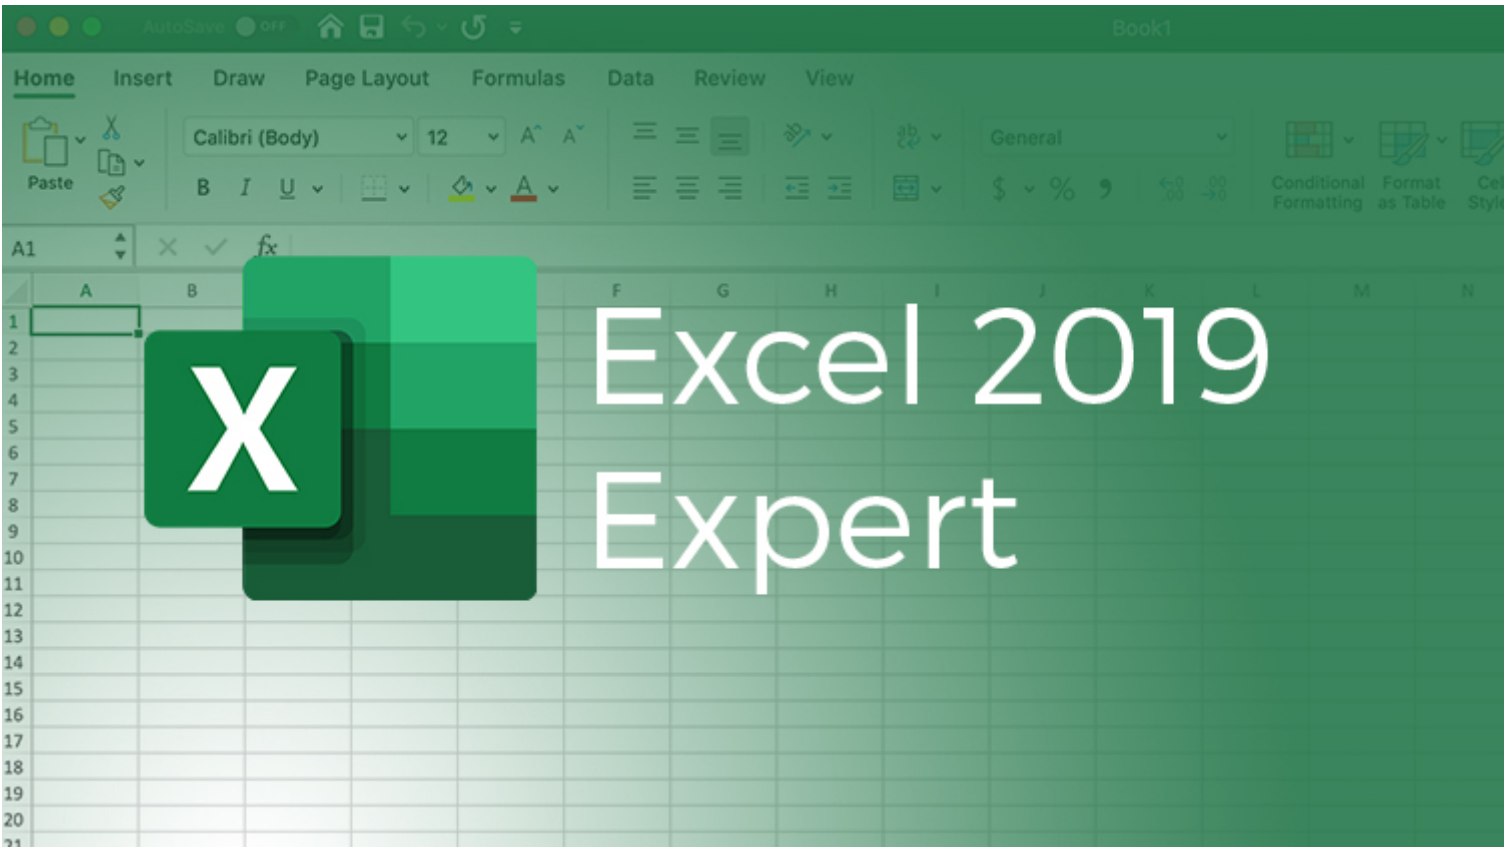 AutoSave OFF Book1
Home Insert Draw Page Layout Formulas Data Review View
Calibri (Body) 12 A A General
Paste B I U A $ % Conditional Format
Formatting as Table
A1 fx
A B F G H I J K L M N
1
2
3
4
5
6
7
8
9
10
11
12
13
14
15
16
17
18
19
20
21
X
Excel 2019
Expert